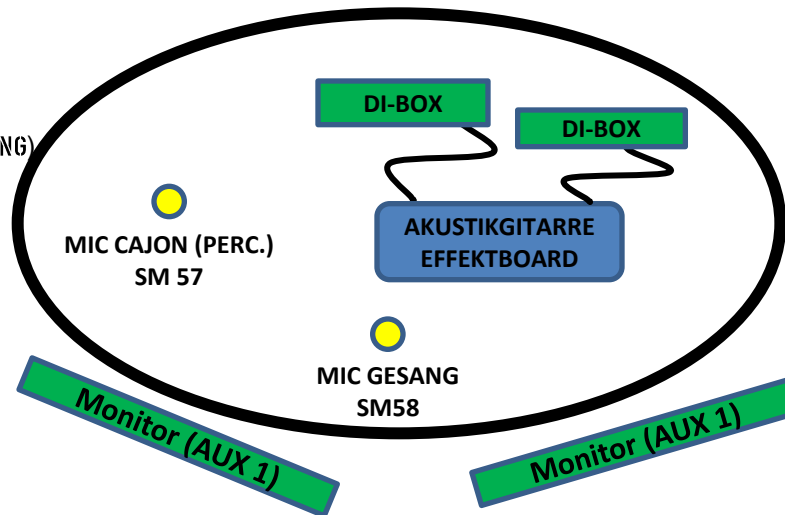 DI-BOX
DI-BOX
NG)
AKUSTIKGITARRE
EFFEKTBOARD
MIC CAJON (PERC.)
SM 57
MIC GESANG
SM58
Monitor (AUX 1)
Monitor (AUX 1)